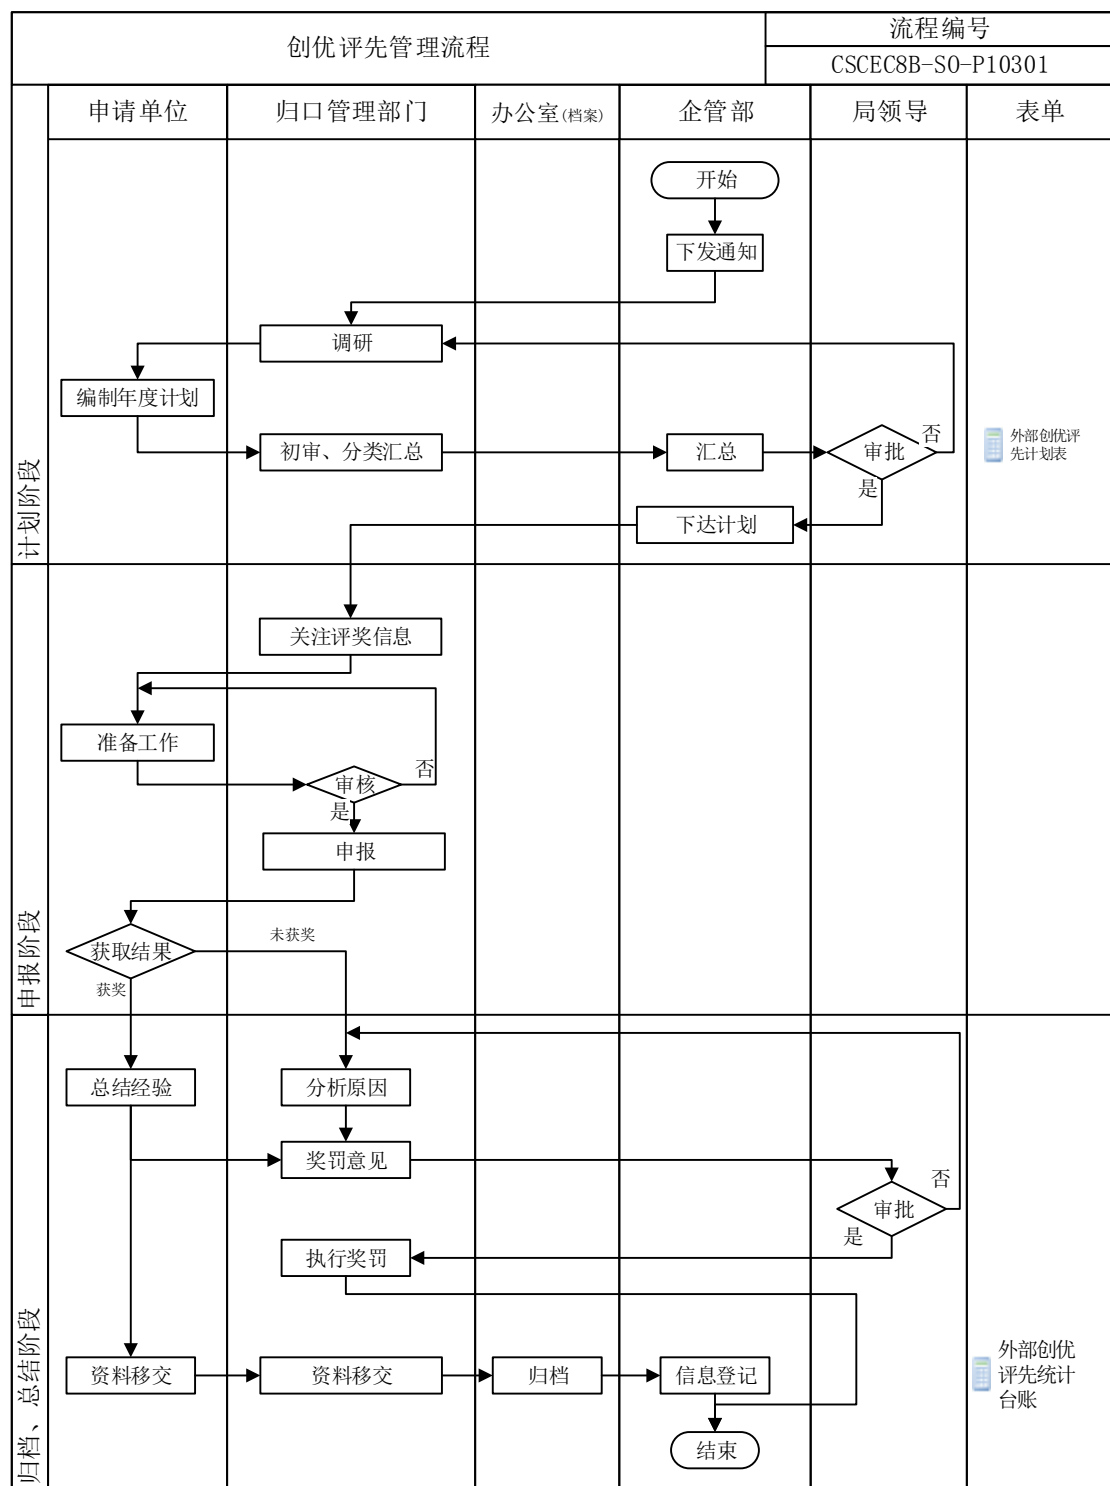 创优评先管理流程
流程编号
CSCEC8B-SO-P10301
申请单位
归口管理部门
办公室(档案)
企管部
局领导
表单
计划阶段
开始
下发通知
调研
编制年度计划
初审、分类汇总
汇总
审批
否
是
外部创优评
先计划表
下达计划
申报阶段
关注评奖信息
准备工作
审核
否
是
申报
获取结果
未获奖
获奖
归档、总结阶段
总结经验
分析原因
奖罚意见
审批
否
是
执行奖罚
资料移交
资料移交
归档
信息登记
外部创优
评先统计
台账
结束